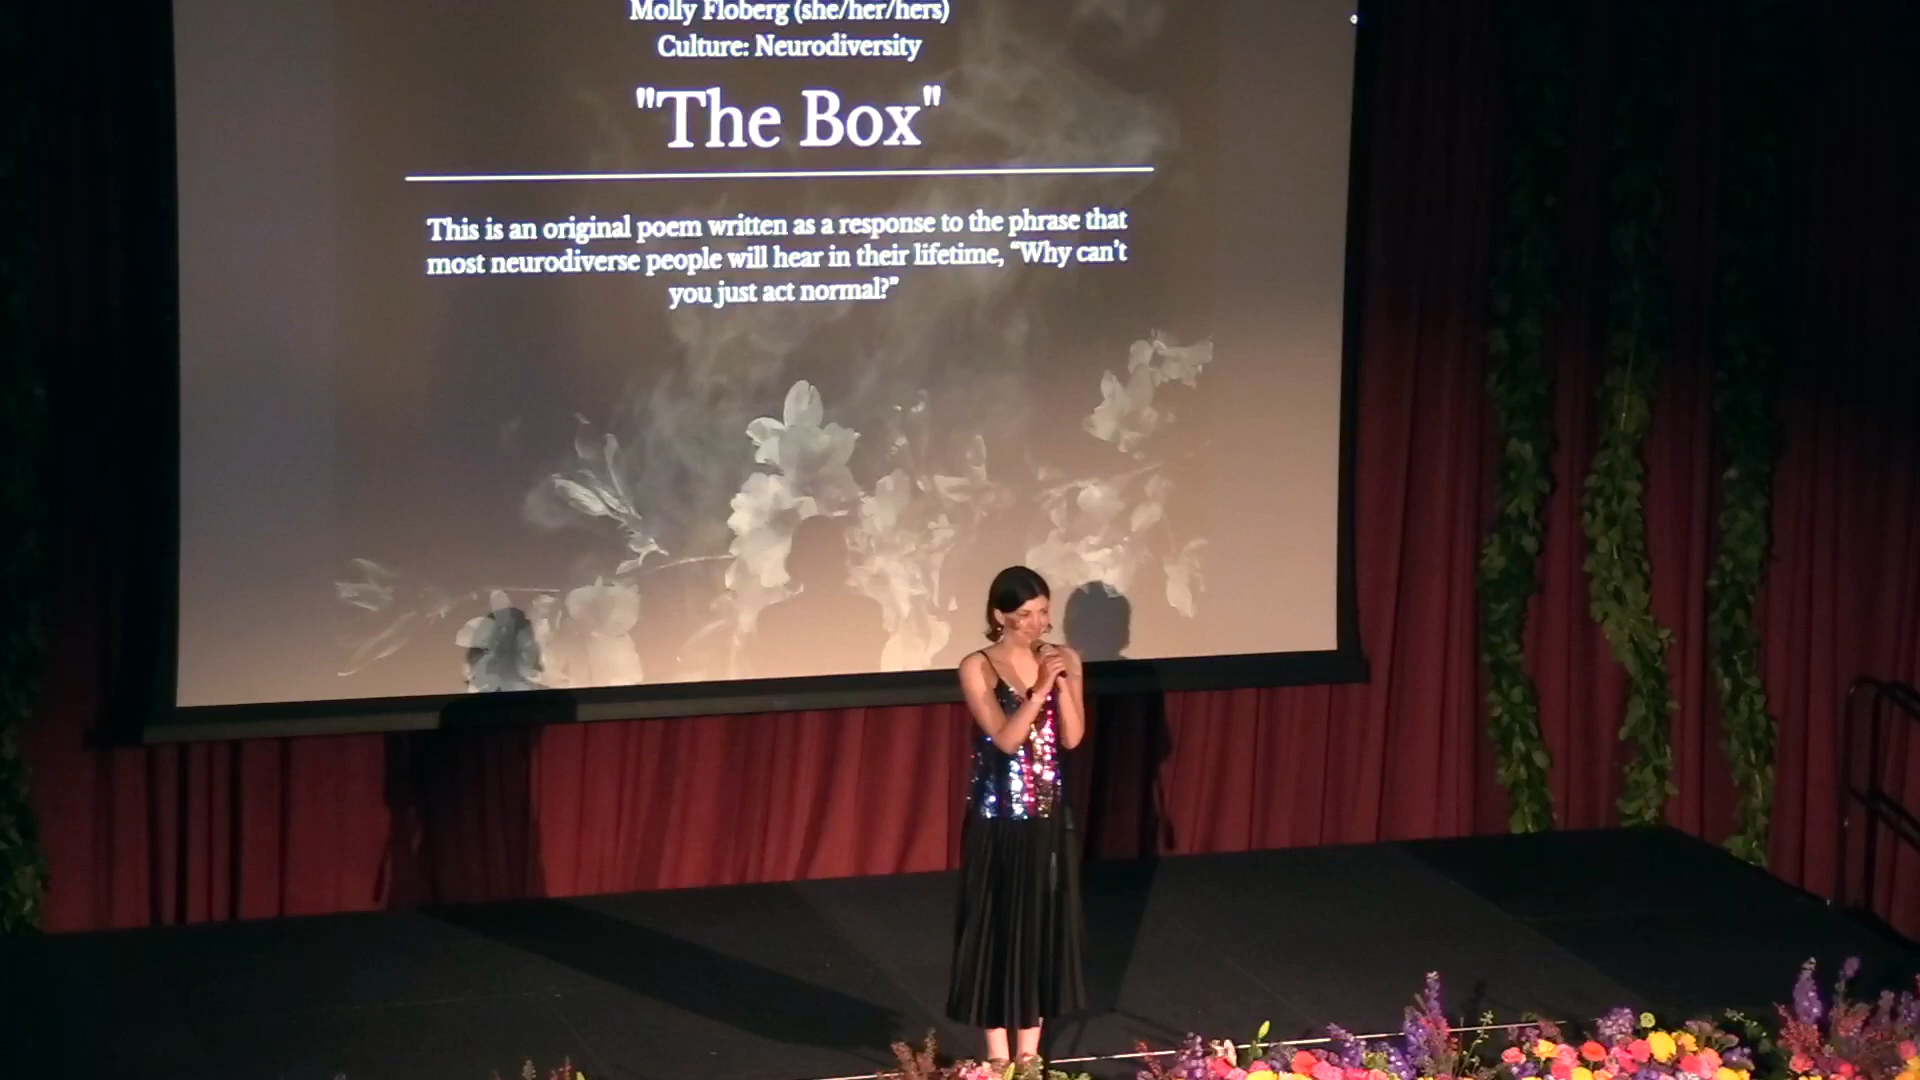 Molly Floberg (she/her/hers)
Culture: Neurodiversity
"The Box"
This is an original poem written as a response to the phrase that
most neurodiverse people will hear in their lifetime, “Why can’t
you just act normal?”